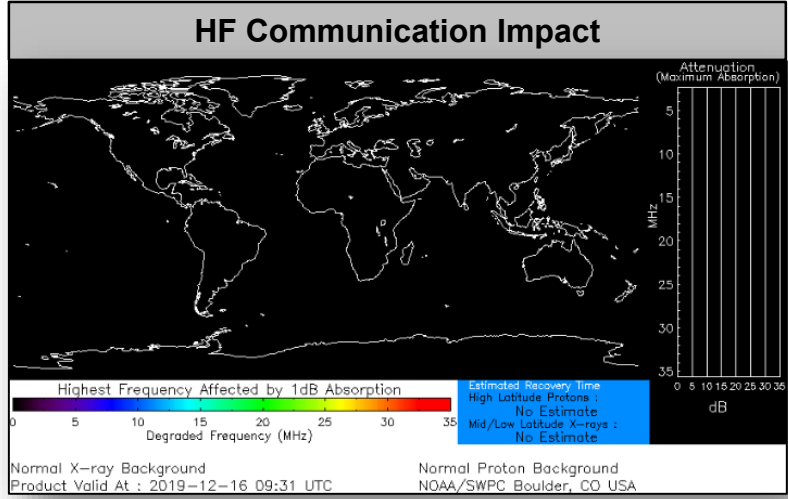 HF Communication Impact
Attenuation
(Maximum Absorption)
5
10
15
20
25
30
35
MHz
0 5 10 15 20 25 30 35
dB
Highest Frequency Affected by 1dB Absorption
0 5 10 15 20 25 30 35
Degraded Frequency (MHz)
Estimated Recovery Time
High Latitude Protons :
No Estimate
Mid/Low Latitude X-rays :
No Estimate
Normal X-ray Background
Normal Proton Background
Product Valid At : 2019-12-16 09:31 UTC
NOAA/SWPC Boulder, CO USA